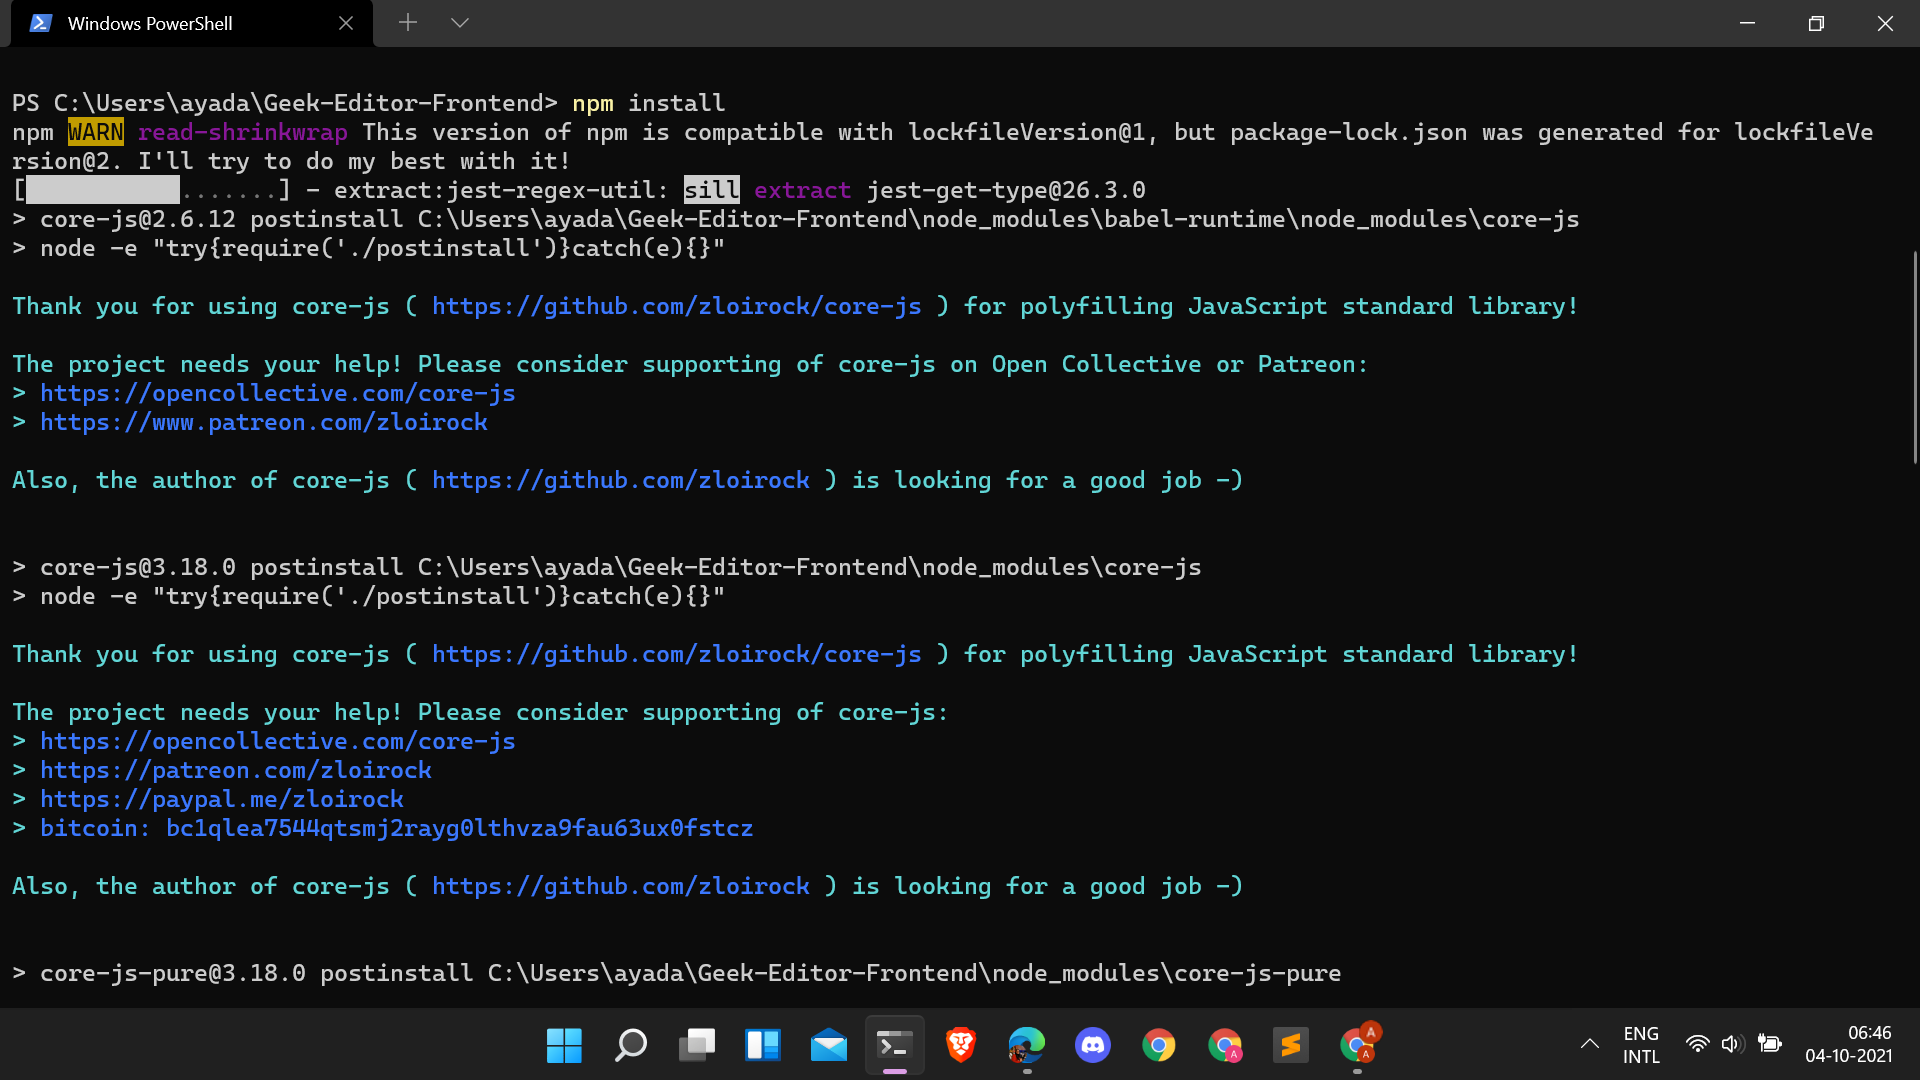 Windows PowerShell
PS C:\Users\ayada\Geek-Editor-Frontend> npm install
npm WARN read-shrinkwrap This version of npm is compatible with lockfileVersion@1, but package-lock.json was generated for lockfileVe
rsion@2. I'll try to do my best with it!
[ .......] - extract:jest-regex-util: sill extract jest-get-type@26.3.0
> core-js@2.6.12 postinstall C:\Users\ayada\Geek-Editor-Frontend\node_modules\babel-runtime\node_modules\core-js
> node -e "try{require('./postinstall')}catch(e){}"
Thank you for using core-js ( https://github.com/zloirock/core-js ) for polyfilling JavaScript standard library!
The project needs your help! Please consider supporting of core-js on Open Collective or Patreon:
> https://opencollective.com/core-js
> https://www.patreon.com/zloirock
Also, the author of core-js ( https://github.com/zloirock ) is looking for a good job -)
> core-js@3.18.0 postinstall C:\Users\ayada\Geek-Editor-Frontend\node_modules\core-js
> node -e "try{require('./postinstall')}catch(e){}"
Thank you for using core-js ( https://github.com/zloirock/core-js ) for polyfilling JavaScript standard library!
The project needs your help! Please consider supporting of core-js:
> https://opencollective.com/core-js
> https://patreon.com/zloirock
> https://paypal.me/zloirock
> bitcoin: bc1qlea7544qtsmj2rayg0lthvza9fau63ux0fstcz
Also, the author of core-js ( https://github.com/zloirock ) is looking for a good job -)
> core-js-pure@3.18.0 postinstall C:\Users\ayada\Geek-Editor-Frontend\node_modules\core-js-pure
A
A
A
ENG
INTL
06:46
04-10-2021